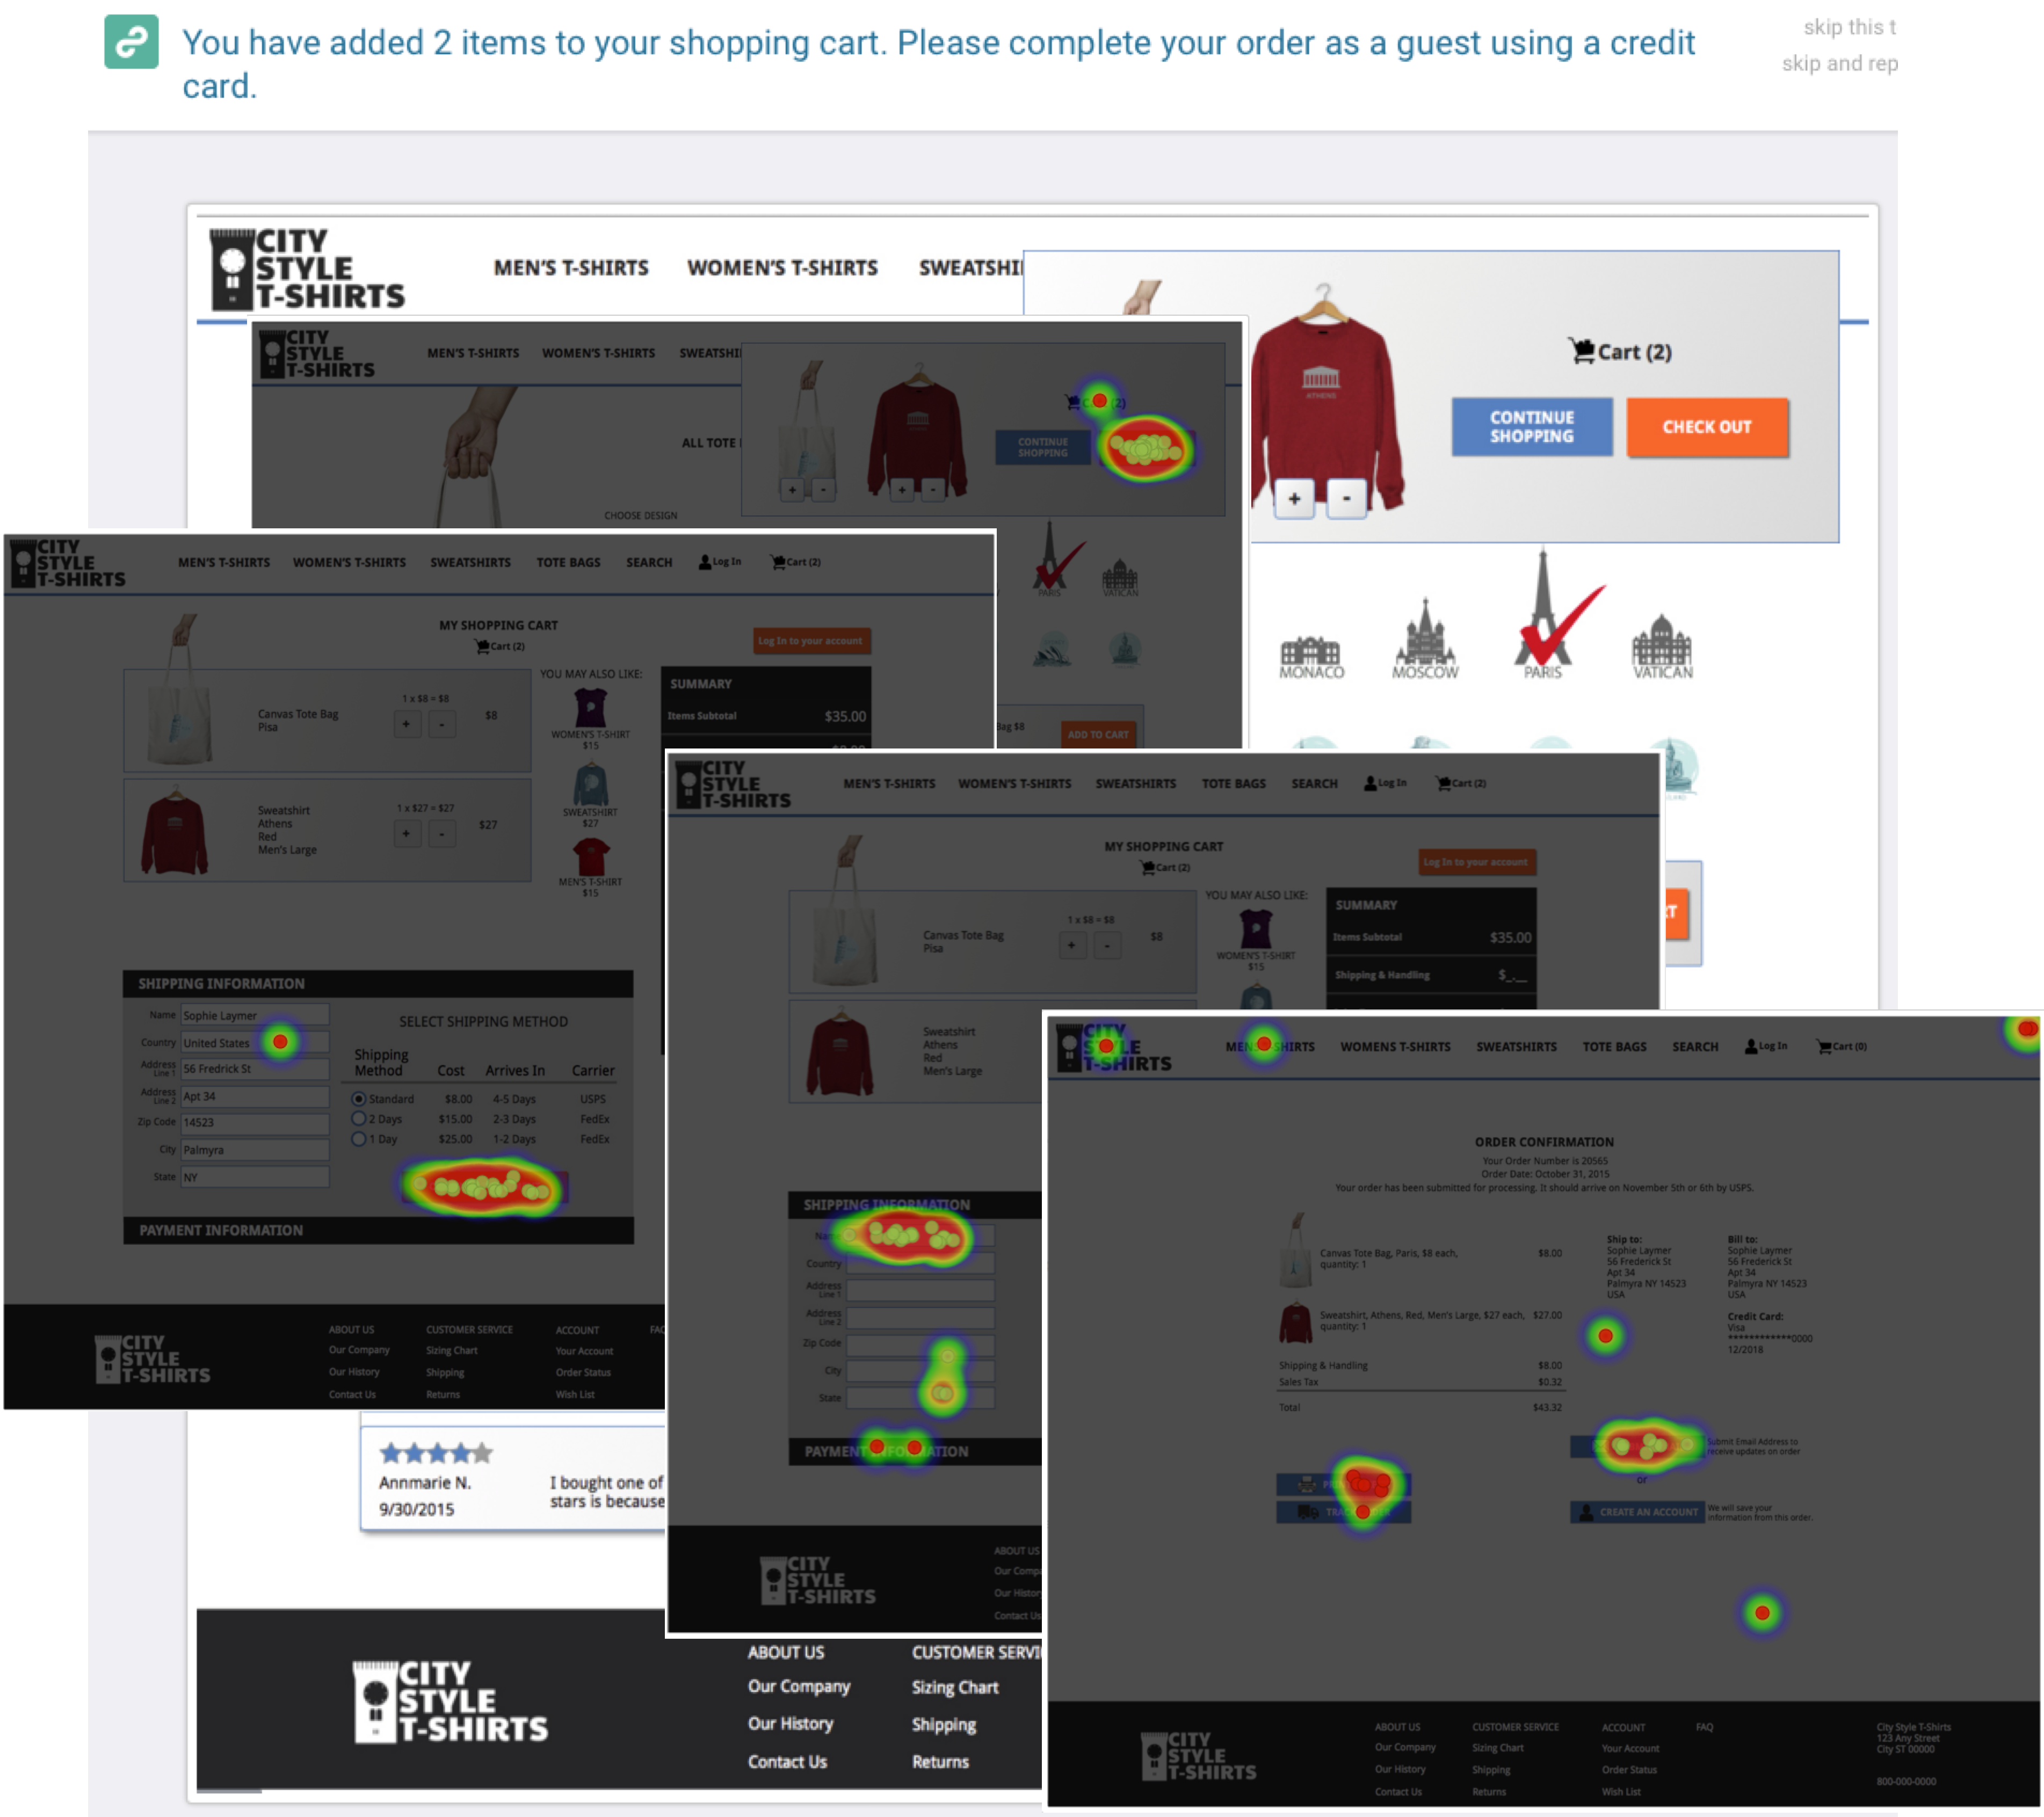 You have added 2 items to your shopping cart. Please complete your order as a guest using a credit
card.
skip this t
skip and rep
CITY
STYLE
T-SHIRTS
MEN'S T-SHIRTS WOMEN'S T-SHIRTS SWEATSHI
Cart (2)
CONTINUE
SHOPPING
CHECK OUT
ATHENS
+ -
MONACO MOSCOW PARIS VATICAN
CITY
STYLE
T-SHIRTS
MEN'S T-SHIRTS WOMEN'S T-SHIRTS SWEATSHI
ALL TOTE
CONTINUE
SHOPPING
+ - + -
CHOOSE DESIGN
PARIS VATICAN
Bag $8
ADD TO CART
CITY
STYLE
T-SHIRTS
MEN'S T-SHIRTS WOMEN'S T-SHIRTS SWEATSHIRTS TOTE BAGS SEARCH Log In Cart (2)
MY SHOPPING CART
Cart (2)
Log In to your account
Canvas Tote Bag
Pisa
1 x $8 = $8
+ -
$8
Sweatshirt
Athens
Red
Men's Large
1 x $27 = $27
+ -
$27
YOU MAY ALSO LIKE:
WOMEN'S T-SHIRT
$15
SWEATSHIRT
$27
MEN'S T-SHIRT
$15
SUMMARY
Items Subtotal $35.00
SHIPPING INFORMATION
Name Sophie Laymer
Country United States
Address
Line 1
56 Fredrick St
Address
Line 2
Apt 34
Zip Code 14523
City Palmyra
State NY
SELECT SHIPPING METHOD
Shipping
Method Cost Arrives In Carrier
Standard $8.00 4-5 Days USPS
2 Days $15.00 2-3 Days FedEx
1 Day $25.00 1-2 Days FedEx
PAYMENT INFORMATION
CITY
STYLE
T-SHIRTS
ABOUT US
Our Company
Our History
Contact Us
CUSTOMER SERVICE
Sizing Chart
Shipping
Returns
ACCOUNT
Your Account
Order Status
Wish List
FAQ
CITY
STYLE
T-SHIRTS
MEN'S T-SHIRTS WOMEN'S T-SHIRTS SWEATSHIRTS TOTE BAGS SEARCH Log In Cart (2)
MY SHOPPING CART
Cart (2)
Log In to your account
Canvas Tote Bag
Pisa
1 x $8 = $8
+ -
$8
Sweatshirt
Athens
Red
Men's Large
YOU MAY ALSO LIKE:
WOMEN'S T-SHIRT
$15
SUMMARY
Items Subtotal $35.00
Shipping & Handling $_.__
SHIPPING INFORMATION
Name
Country
Address
Line 1
Address
Line 2
Zip Code
City
State
PAYMENT INFORMATION
CITY
STYLE
T-SHIRTS
ABOUT US
Our Comp
Our Histor
Contact Us
CITY
STYLE
T-SHIRTS
MEN'S SHIRTS WOMENS T-SHIRTS SWEATSHIRTS TOTE BAGS SEARCH Log In Cart (0)
ORDER CONFIRMATION
Your Order Number is 20565
Order Date: October 31, 2015
Your order has been submitted for processing. It should arrive on November 5th or 6th by USPS.
Canvas Tote Bag, Paris, $8 each,
quantity: 1
$8.00
Sweatshirt, Athens, Red, Men's Large, $27 each,
quantity: 1
$27.00
Shipping & Handling $8.00
Sales Tax $0.32
Total $43.32
Ship to:
Sophie Laymer
56 Frederick St
Apt 34
Palmyra NY 14523
USA
Bill to:
Sophie Laymer
56 Frederick St
Apt 34
Palmyra NY 14523
USA
Credit Card:
Visa
************0000
12/2018
Submit Email Address to
receive updates on order
or
CREATE AN ACCOUNT
We will save your
information from this order.
CITY
STYLE
T-SHIRTS
ABOUT US
Our Company
Our History
Contact Us
CUSTOMER SERVICE
Sizing Chart
Shipping
Returns
ACCOUNT
Your Account
Order Status
Wish List
FAQ
City Style T-Shirts
123 Any Street
City ST 00000
800-000-0000
Annmarie N.
9/30/2015
I bought one of
stars is because
CITY
STYLE
T-SHIRTS
ABOUT US
Our Company
Our History
Contact Us
CUSTOMER SERVI
Sizing Chart
Shipping
Returns